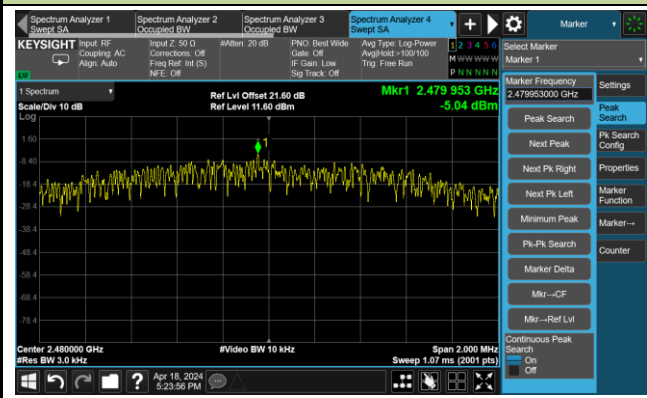 Spectrum Analyzer 1
Swept SA
Spectrum Analyzer 2
Occupied BW
Spectrum Analyzer 3
Occupied BW
Spectrum Analyzer 4
Swept SA
Marker
KEYSIGHT
Input: RF
Coupling: AC
Align: Auto
Input Z: 50 Ω
Corrections: Off
Freq Ref: Int (S)
NFE: Off
#Atten: 20 dB
PNO: Best Wide
Gate: Off
IF Gain: Low
Sig Track: Off
Avg Type: Log-Power
Avg|Hold:>100/100
Trig: Free Run
1 2 3 4 5 6
M W W W W W
P N N N N N
Select Marker
Marker 1
LXI
1 Spectrum
Scale/Div 10 dB
Log
Ref Lvl Offset 21.60 dB
Ref Level 11.60 dBm
Mkr1 2.479 953 GHz
-5.04 dBm
1
1.60
-8.40
-18.4
-28.4
-38.4
-48.4
-58.4
-68.4
-78.4
Center 2.480000 GHz
#Res BW 3.0 kHz
#Video BW 10 kHz
Span 2.000 MHz
Sweep 1.07 ms (2001 pts)
Marker Frequency
2.479953000 GHz
Peak Search
Next Peak
Next Pk Right
Next Pk Left
Minimum Peak
Pk-Pk Search
Marker Delta
Mkr→CF
Mkr→Ref Lvl
Continuous Peak
Search
On
Off
Settings
Peak
Search
Pk Search
Config
Properties
Marker
Function
Marker→
Counter
?
Apr 18, 2024
5:23:56 PM